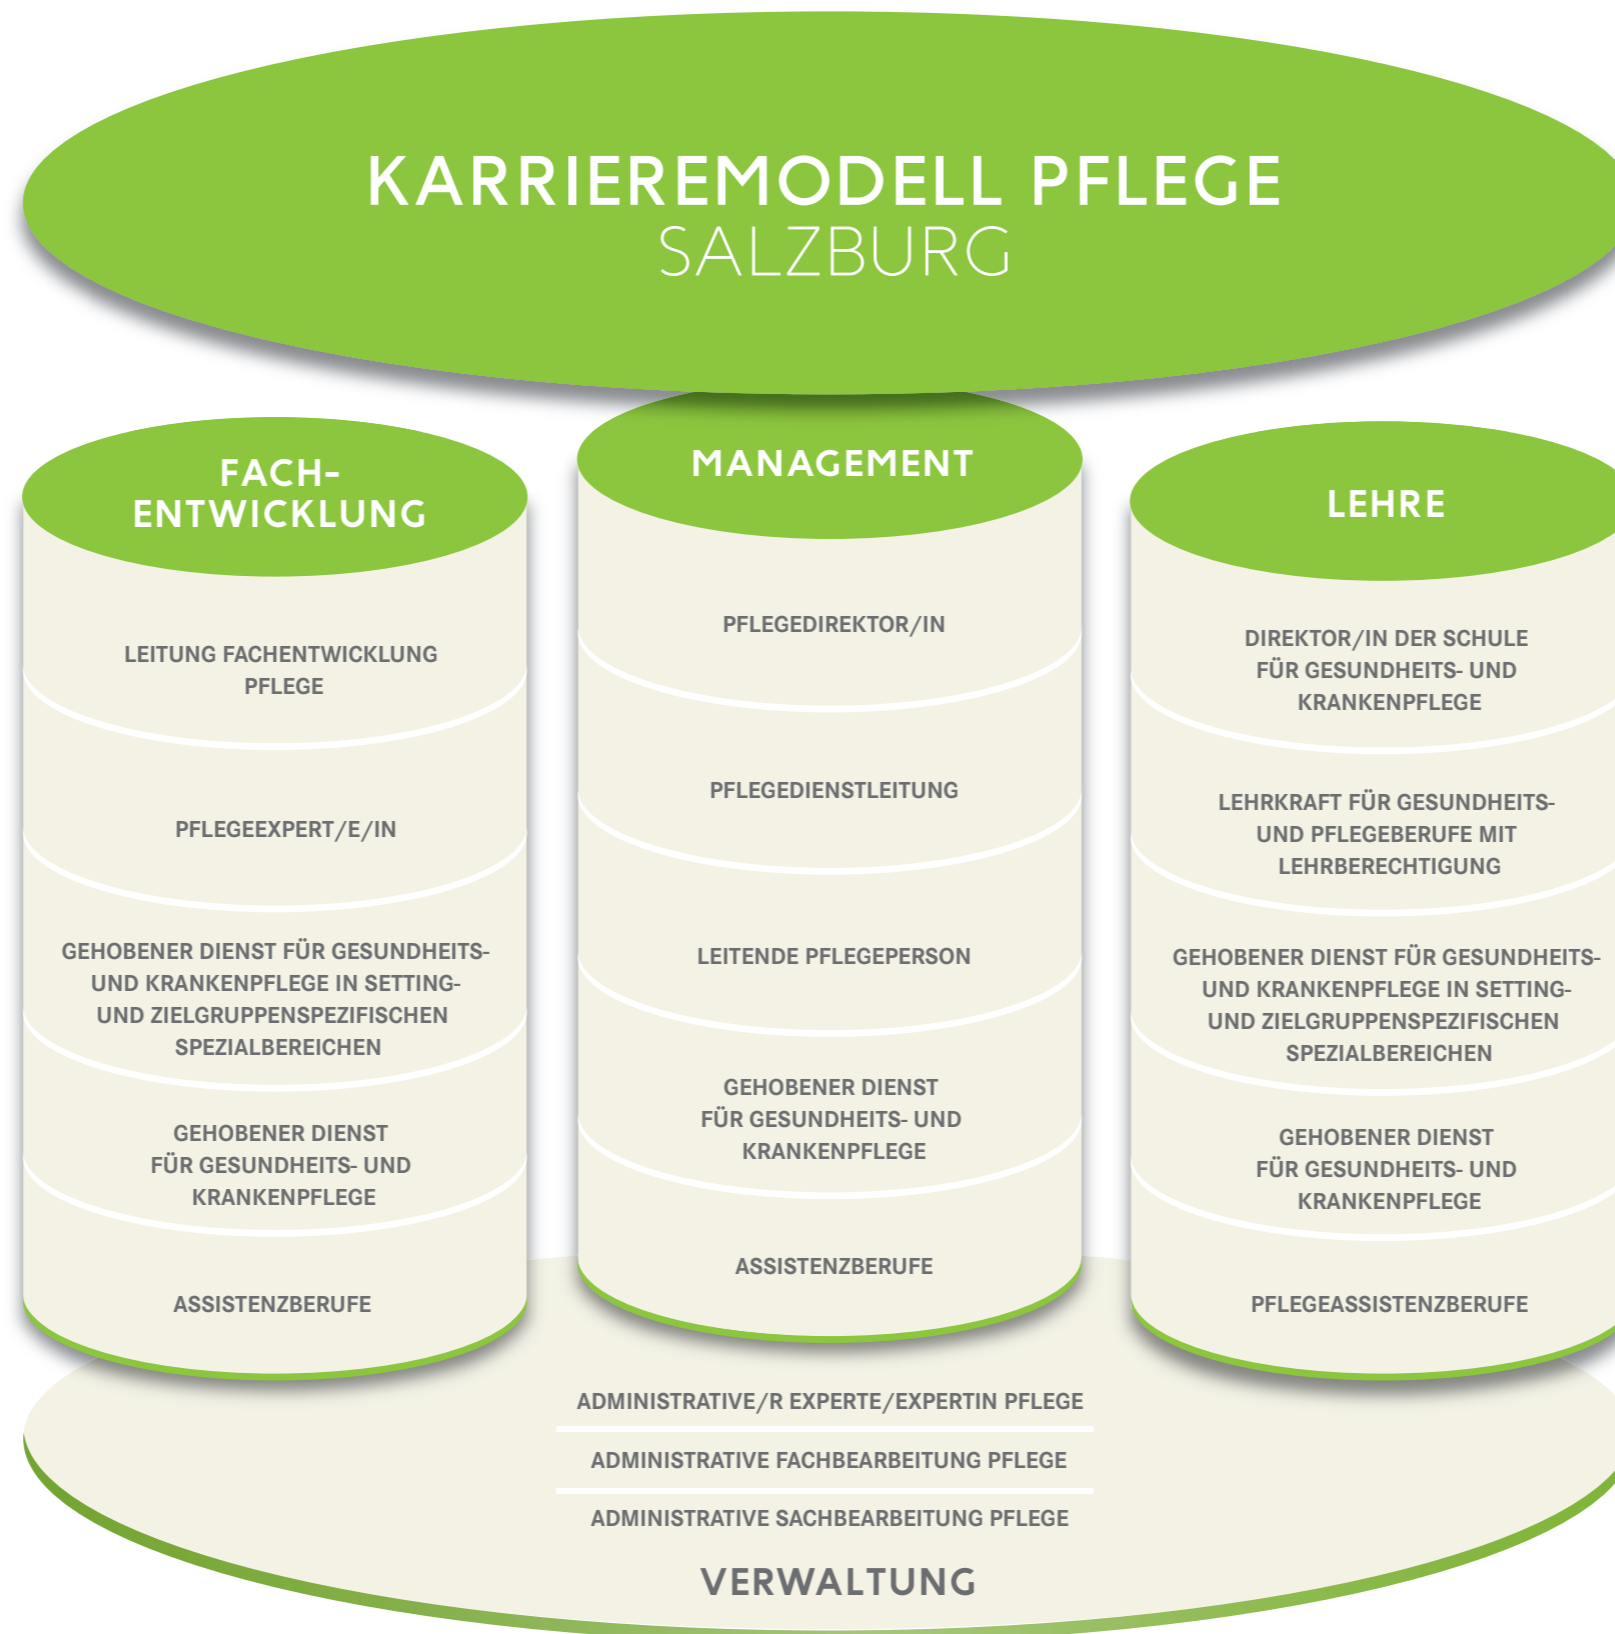 KARRIEREMODELL PFLEGE
SALZBURG
FACH-
ENTWICKLUNG
LEITUNG FACHENTWICKLUNG
PFLEGE
PFLEGEEXPERT/E/IN
GEHOBENER DIENST FÜR GESUNDHEITS-
UND KRANKENPFLEGE IN SETTING-
UND ZIELGRUPPENSPEZIFISCHEN
SPEZIALBEREICHEN
GEHOBENER DIENST
FÜR GESUNDHEITS- UND
KRANKENPFLEGE
ASSISTENZBERUFE
MANAGEMENT
PFLEGEDIREKTOR/IN
PFLEGEDIENSTLEITUNG
LEITENDE PFLEGEPERSON
GEHOBENER DIENST
FÜR GESUNDHEITS- UND
KRANKENPFLEGE
ASSISTENZBERUFE
LEHRE
DIREKTOR/IN DER SCHULE
FÜR GESUNDHEITS- UND
KRANKENPFLEGE
LEHRKRAFT FÜR GESUNDHEITS-
UND PFLEGEBERUFE MIT
LEHRBERECHTIGUNG
GEHOBENER DIENST FÜR GESUNDHEITS-
UND KRANKENPFLEGE IN SETTING-
UND ZIELGRUPPENSPEZIFISCHEN
SPEZIALBEREICHEN
GEHOBENER DIENST
FÜR GESUNDHEITS- UND
KRANKENPFLEGE
PFLEGEASSISTENZBERUFE
ADMINISTRATIVE/R EXPERTE/EXPERTIN PFLEGE
ADMINISTRATIVE FACHBEARBEITUNG PFLEGE
ADMINISTRATIVE SACHBEARBEITUNG PFLEGE
VERWALTUNG